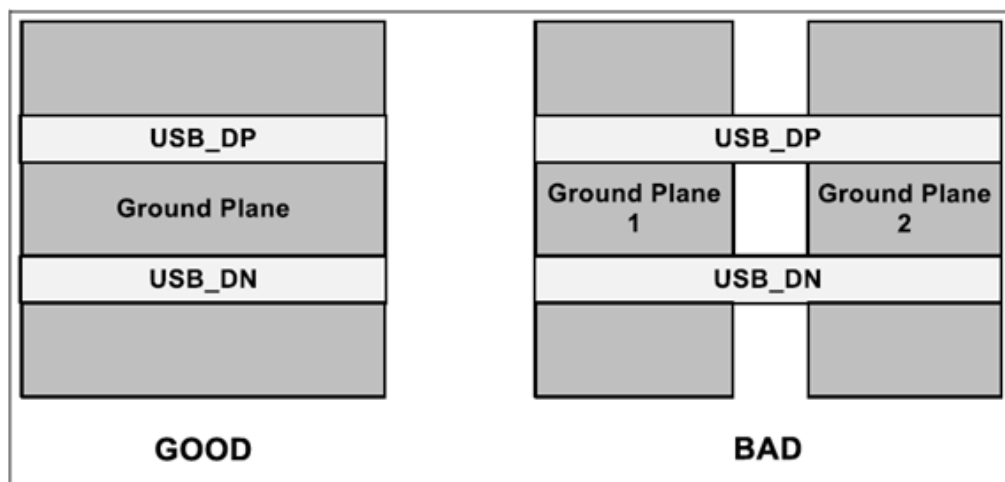 USB_DP
Ground Plane
USB_DN
GOOD
USB_DP
Ground Plane
1
Ground Plane
2
USB_DN
BAD